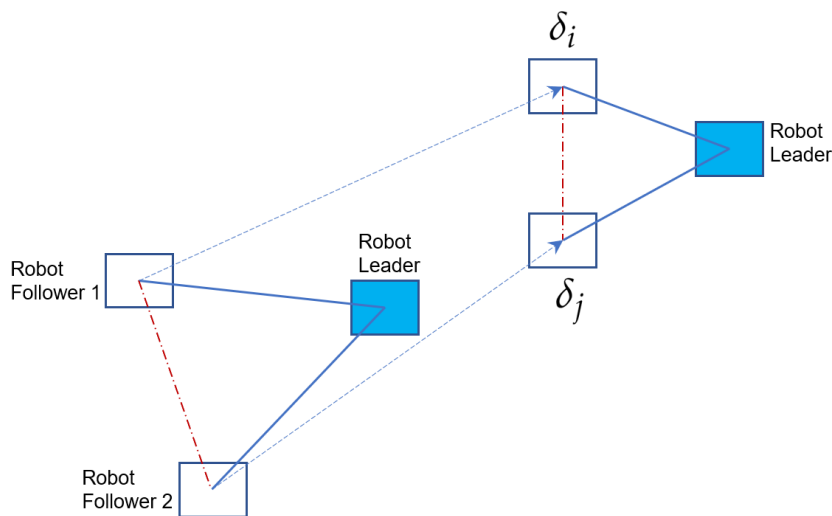 δi
Robot
Leader
Robot
Leader
Robot
Follower 1
δj
Robot
Follower 2